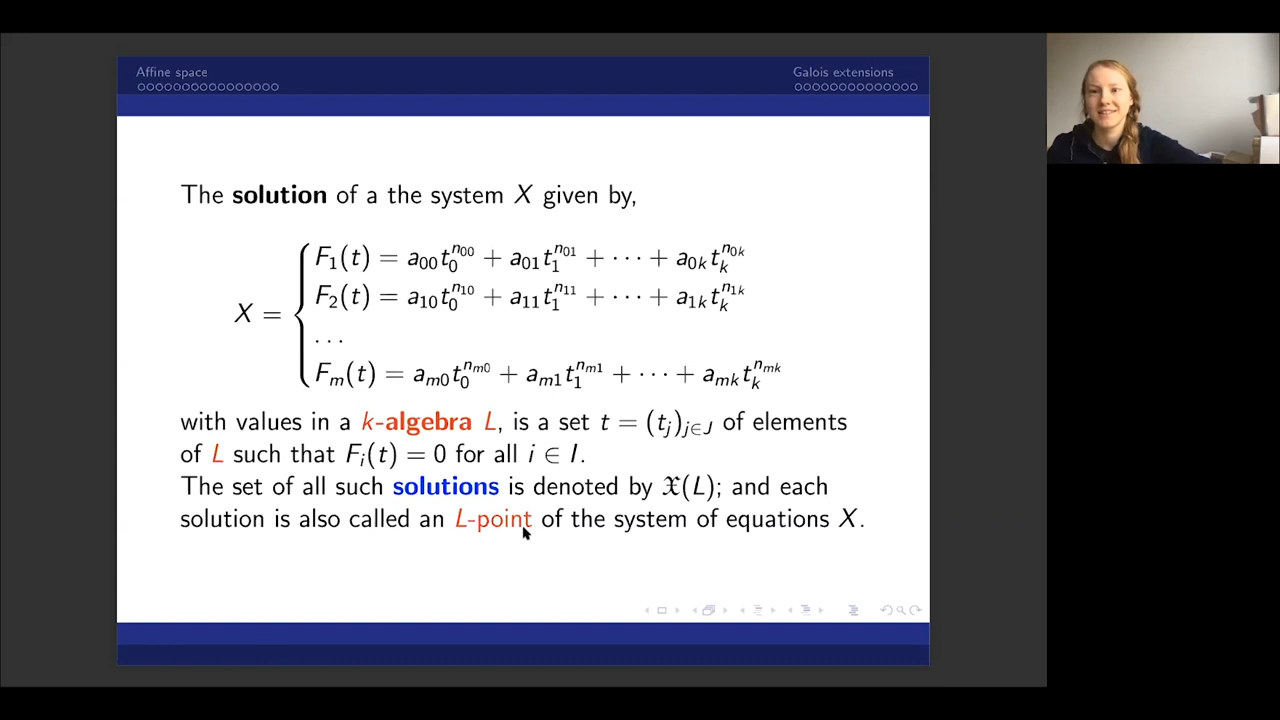 Affine space
Galois extensions
The solution of a the system X given by,
X = { F₁(t) = a₀₀t₀^{n₀₀} + a₀₁t₁^{n₀₁} + ⋯ + a₀ₖtₖ^{n₀ₖ}
F₂(t) = a₁₀t₀^{n₁₀} + a₁₁t₁^{n₁₁} + ⋯ + a₁ₖtₖ^{n₁ₖ}
...
Fₘ(t) = aₘ₀t₀^{nₘ₀} + aₘ₁t₁^{nₘ₁} + ⋯ + aₘₖtₖ^{nₘₖ}
with values in a k-algebra L, is a set t = (tⱼ)_{j∈J} of elements
of L such that Fᵢ(t) = 0 for all i ∈ I.
The set of all such solutions is denoted by 𝔛(L); and each
solution is also called an L-point of the system of equations X.